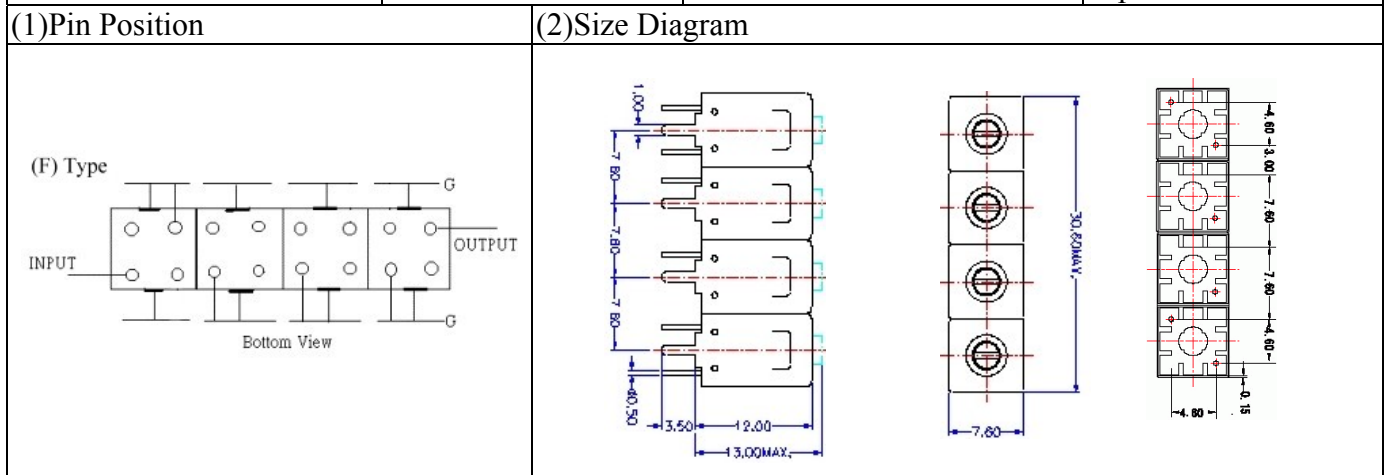 (1)Pin Position
(2)Size Diagram
(F) Type
G
INPUT
OUTPUT
G
Bottom View
1.00
7.80
7.80
7.80
Φ0.50
3.50
12.00
13.00MAX.
30.80MAX.
7.60
4.60
3.00
7.60
7.60
4.60
0.15
4.60